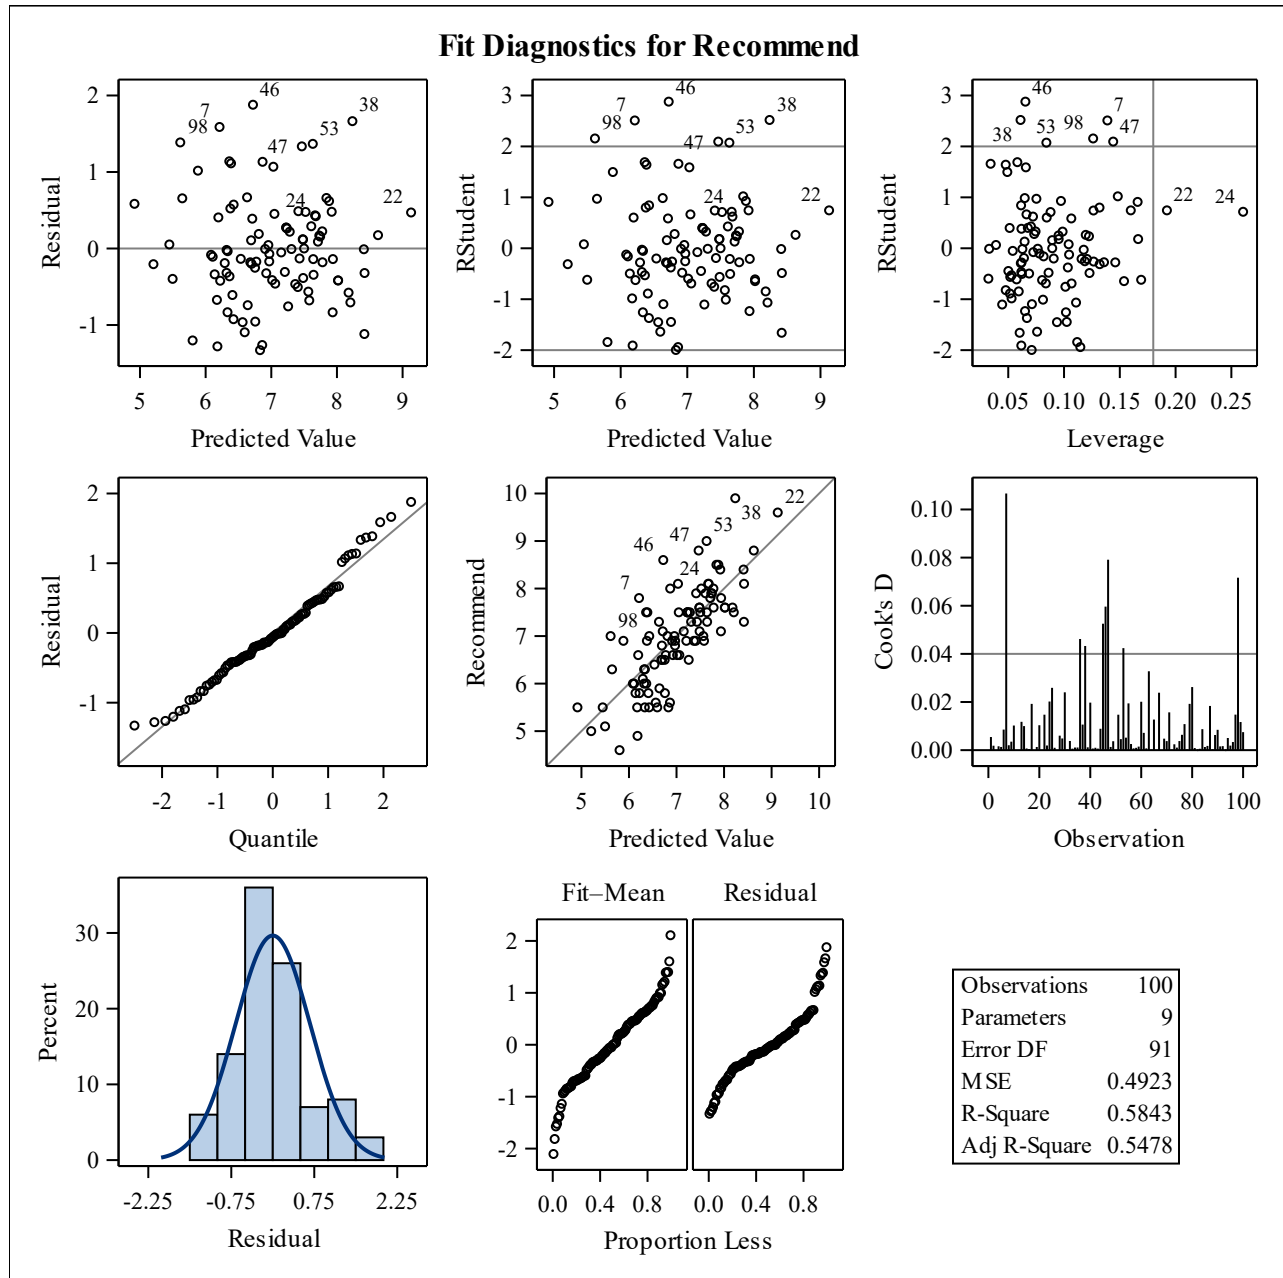 Fit Diagnostics for Recommend
Residual
2
1
0
-1
46
7
98
38
53
47
24
22
5 6 7 8 9
Predicted Value
RStudent
3
2
1
0
-1
-2
46
7
98
38
53
47
24
22
5 6 7 8 9
Predicted Value
RStudent
3
2
1
0
-1
-2
46
38
53
98
7
47
22
24
0.05 0.10 0.15 0.20 0.25
Leverage
Residual
2
1
0
-1
-2 -1 0 1 2
Quantile
Recommend
10
9
8
7
6
5
22
38
53
47
46
24
7
98
5 6 7 8 9 10
Predicted Value
Cook's D
0.10
0.08
0.06
0.04
0.02
0.00
0 20 40 60 80 100
Observation
Percent
30
20
10
0
-2.25 -0.75 0.75 2.25
Residual
Fit–Mean Residual
2
1
0
-1
-2
0.0 0.4 0.8 0.0 0.4 0.8
Proportion Less
Observations 100
Parameters 9
Error DF 91
MSE 0.4923
R-Square 0.5843
Adj R-Square 0.5478